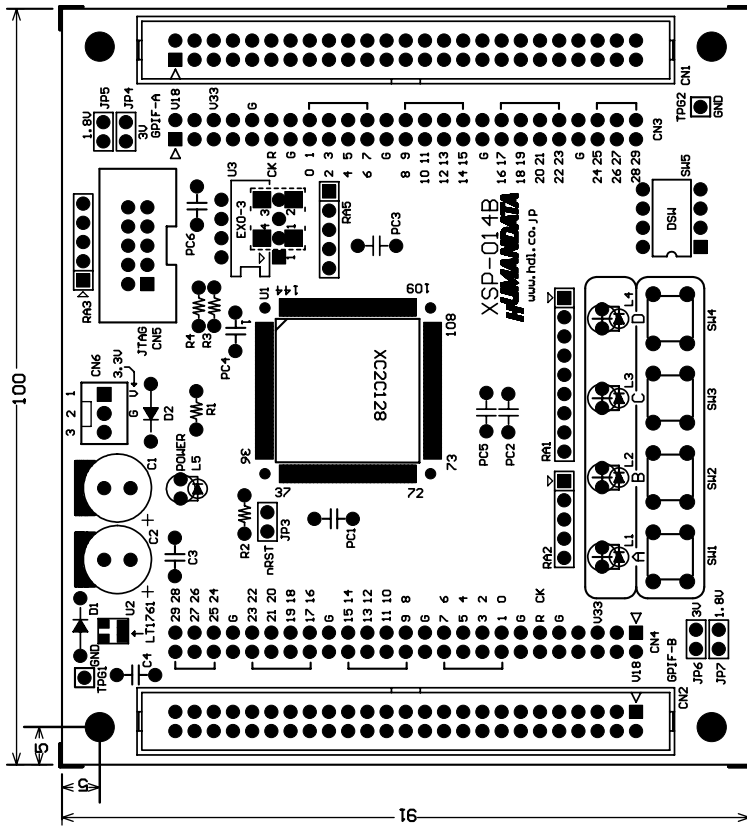 100
5
5
91
CN1
V18
V33
G
JP5
JP4
1.8V
3V
GPIF-A
TPG2
GND
CN3
CK R
G
0 1
2 3
4 5
6 7
G
8 9
10 11
12 13
14 15
G
16 17
18 19
20 21
22 23
G
24 25
26 27
28 29
RA3
JTAG
CN5
PC6
U3
EXO-3
4 3
2
1
RA5
PC3
R4
R3
PC4
U1
144
109
108
XC2C128
36
37
72
73
XSP-014B
HUMANDATA
www.hdl.co.jp
DSW
SW5
CN6
3.3V
3 2 1
G V
D2
R1
C1
C2
+
+
POWER
L5
R2
nRST
JP3
PC1
PC5
PC2
RA1
RA2
L4
D
L3
C
L2
B
L1
A
SW4
SW3
SW2
SW1
D1
U2
LT1761
C3
C4
GND
TPG1
29 28
27 26
25 24
G
23 22
21 20
19 18
17 16
G
15 14
13 12
11 10
9 8
G
7 6
5 4
3 2
1 0
G
R CK
G
V33
V18
CN4
GPIF-B
CN2
JP6
3V
JP7
1.8V